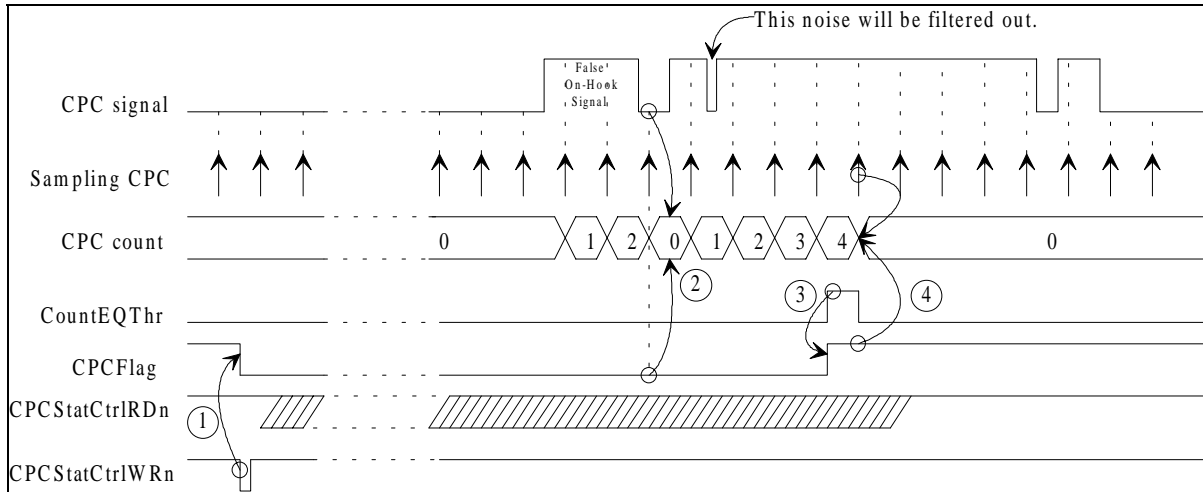 This noise will be filtered out.
False
On-Hook
Signal
CPC signal
Sampling CPC
CPC count
0
1
2
0
1
2
3
4
0
2
3
4
CountEQThr
CPCFlag
CPCStatCtrlRDn
1
CPCStatCtrlWRn